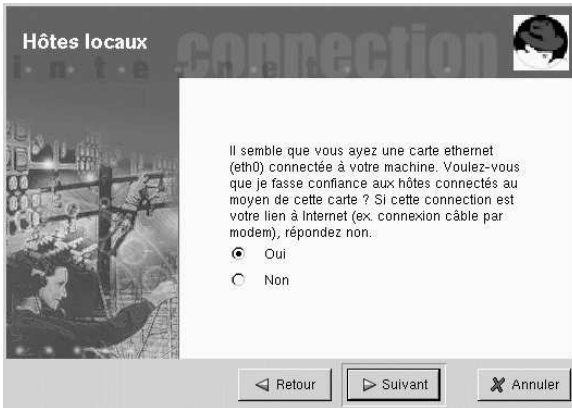 Hôtes locaux
connection
internet
Il semble que vous ayez une carte ethernet
(eth0) connectée à votre machine. Voulez-vous
que je fasse confiance aux hôtes connectés au
moyen de cette carte ? Si cette connection est
votre lien à Internet (ex. connexion câble par
modem), répondez non.
Oui
Non
Retour
Suivant
Annuler